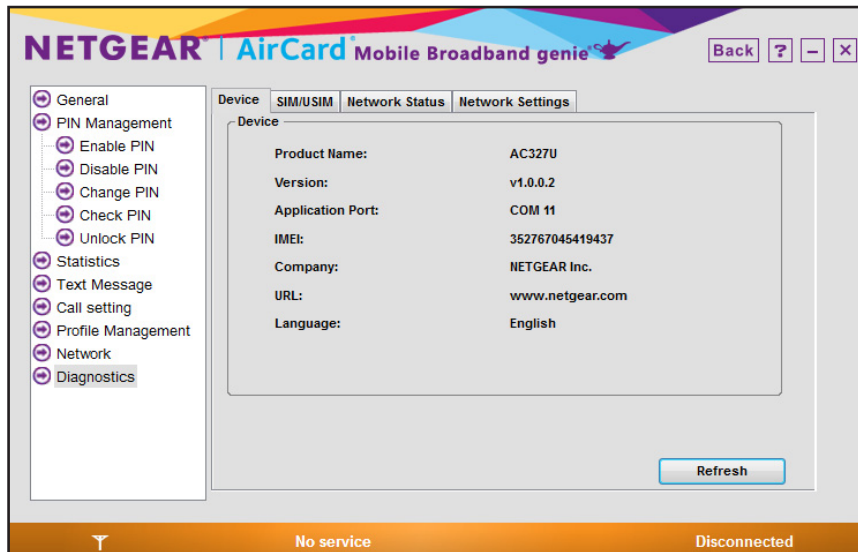 NETGEAR® | AirCard® Mobile Broadband genie®
Back ? – X
General
PIN Management
Enable PIN
Disable PIN
Change PIN
Check PIN
Unlock PIN
Statistics
Text Message
Call setting
Profile Management
Network
Diagnostics
Device SIM/USIM Network Status Network Settings
Device
Product Name: AC327U
Version: v1.0.0.2
Application Port: COM 11
IMEI: 352767045419437
Company: NETGEAR Inc.
URL: www.netgear.com
Language: English
Refresh
No service Disconnected